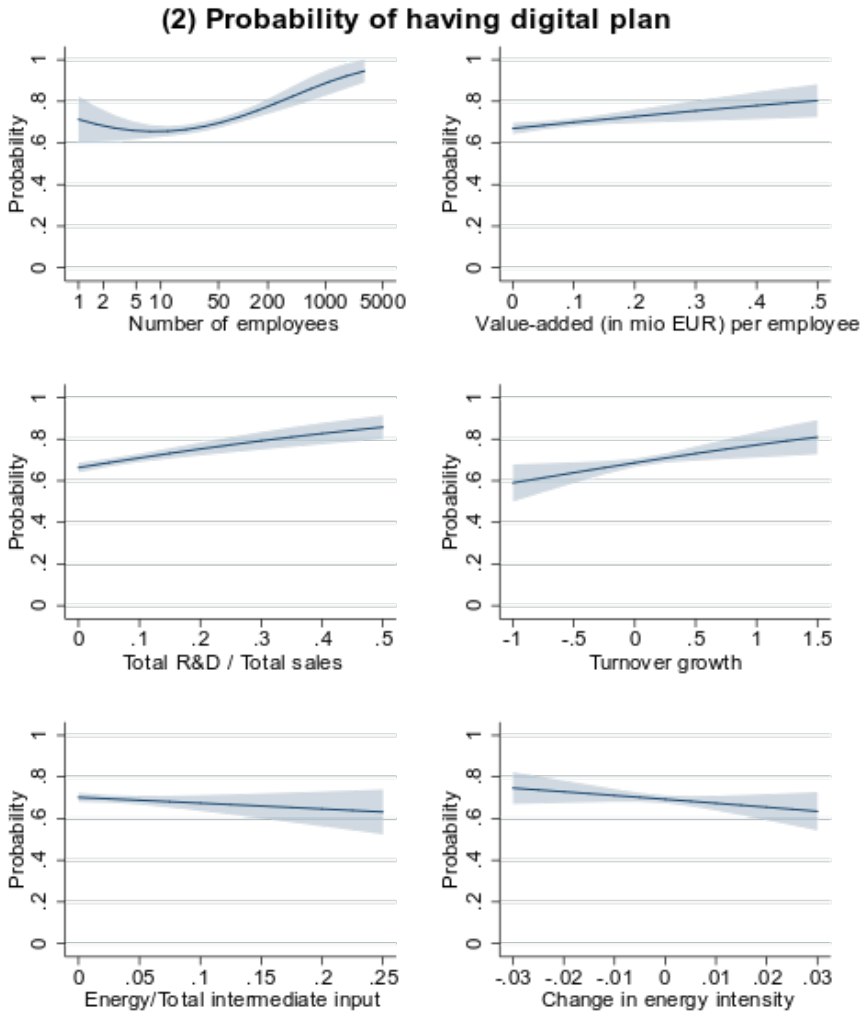 (2) Probability of having digital plan
Probability
1
.8
.6
.4
.2
0
1 2 5 10 50 200 1000 5000
Number of employees
Probability
1
.8
.6
.4
.2
0
0 .1 .2 .3 .4 .5
Value-added (in mio EUR) per employee
Probability
1
.8
.6
.4
.2
0
0 .1 .2 .3 .4 .5
Total R&D / Total sales
Probability
1
.8
.6
.4
.2
0
-1 -.5 0 .5 1 1.5
Turnover growth
Probability
1
.8
.6
.4
.2
0
0 .05 .1 .15 .2 .25
Energy/Total intermediate input
Probability
1
.8
.6
.4
.2
0
-.03 -.02 -.01 0 .01 .02 .03
Change in energy intensity